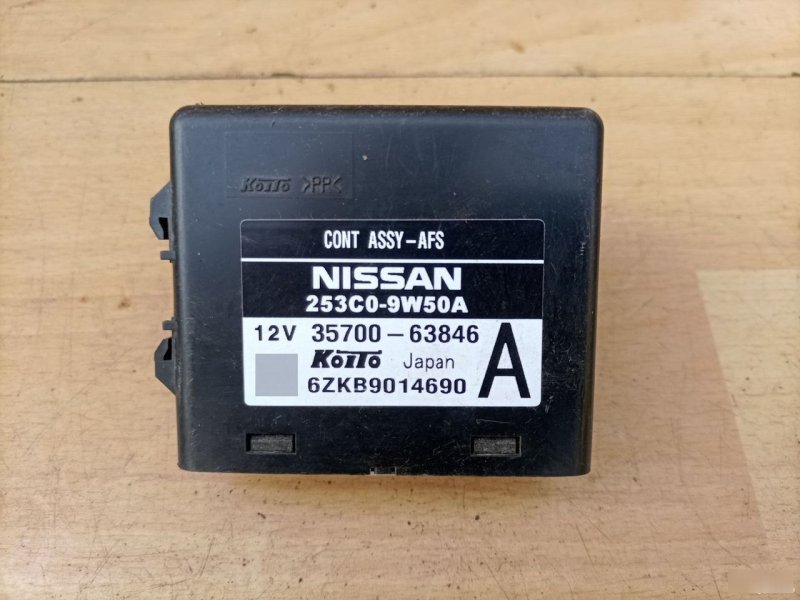 KOITO >PP<
CONT ASSY-AFS
NISSAN
253C0-9W50A
12V 35700-63846
KOITO Japan
6ZKB9014690
A